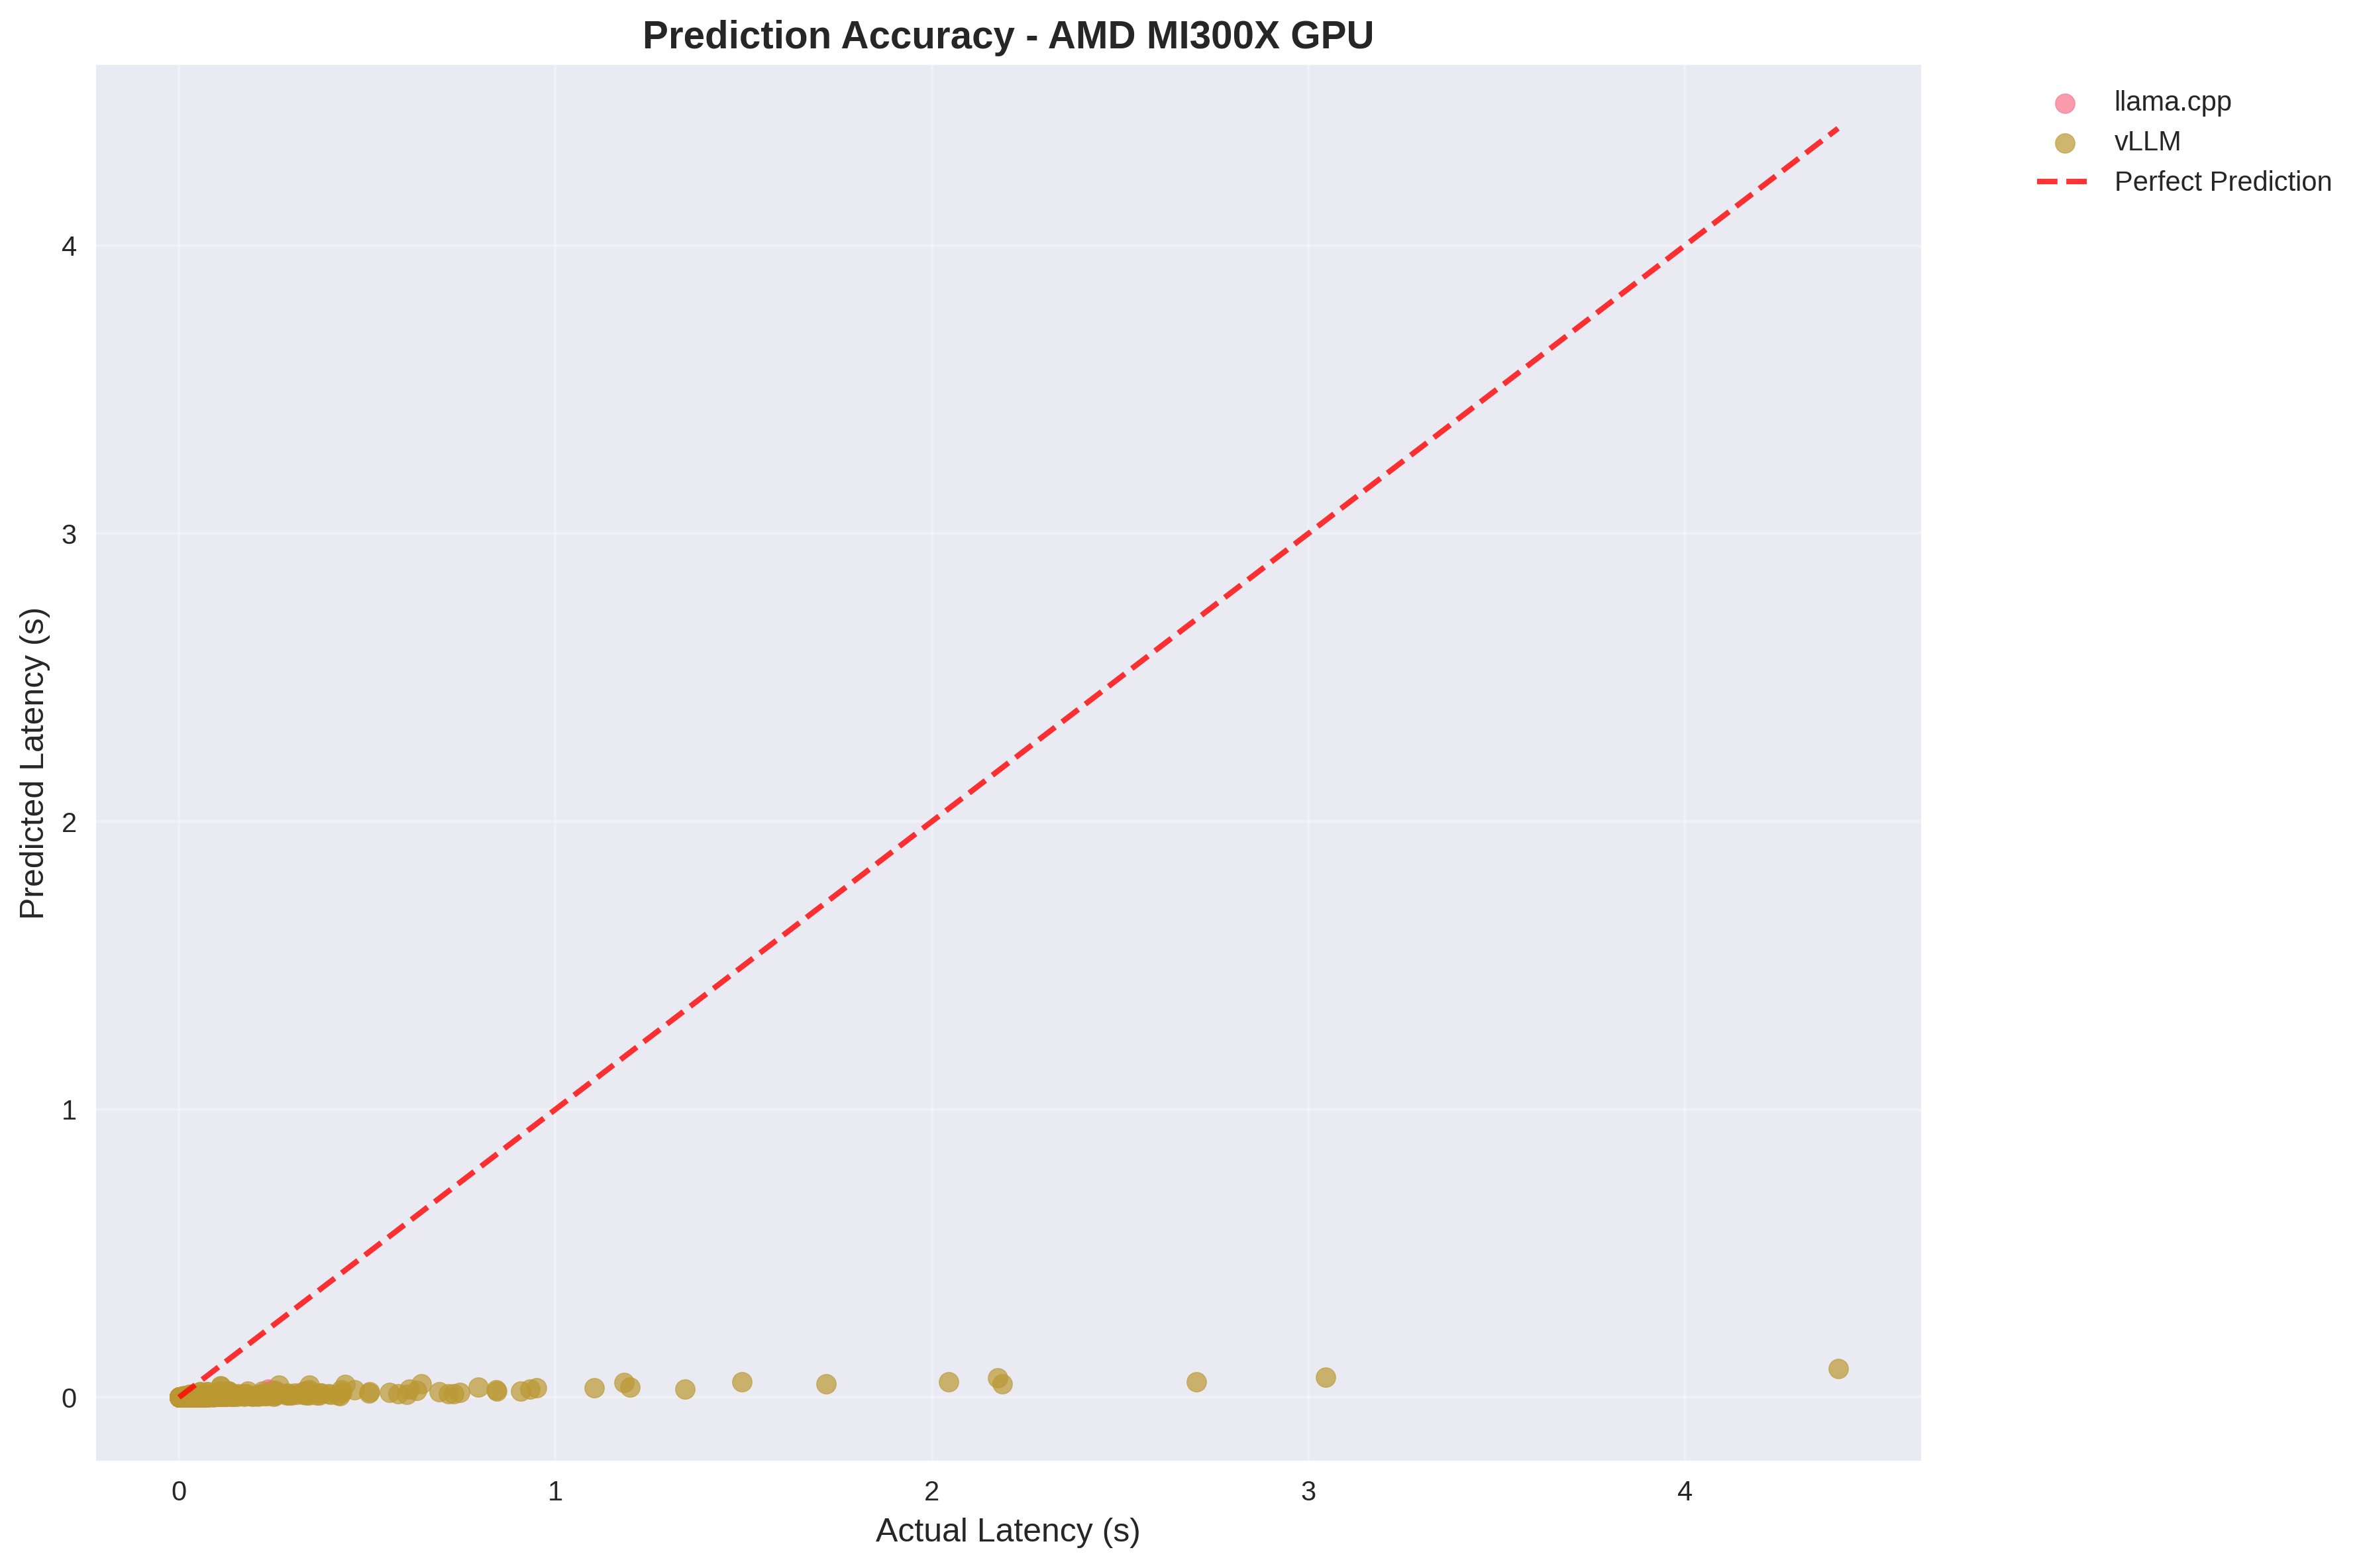 Prediction Accuracy - AMD MI300X GPU
llama.cpp
vLLM
Perfect Prediction
Predicted Latency (s)
4
3
2
1
0
0 1 2 3 4
Actual Latency (s)